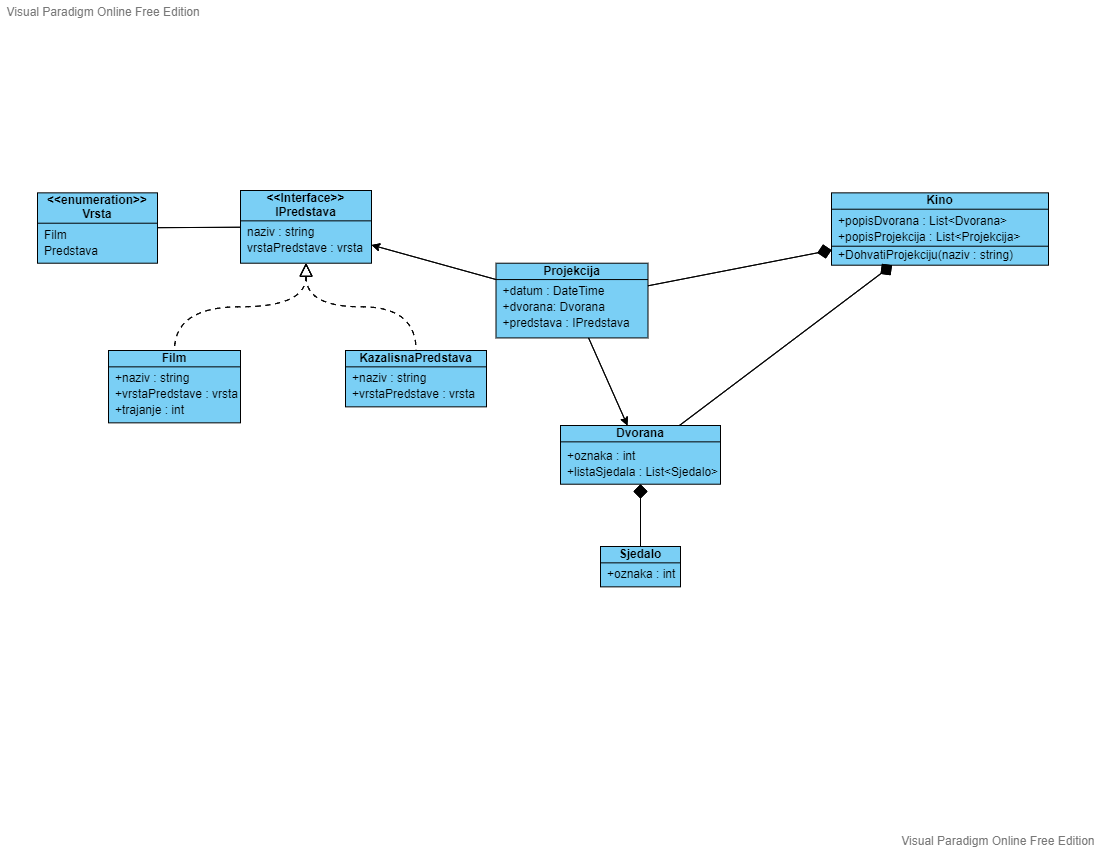 Visual Paradigm Online Free Edition
<<enumeration>>
Vrsta
Film
Predstava
<<Interface>>
IPredstava
naziv : string
vrstaPredstave : vrsta
Kino
+popisDvorana : List<Dvorana>
+popisProjekcija : List<Projekcija>
+DohvatiProjekciju(naziv : string)
Projekcija
+datum : DateTime
+dvorana: Dvorana
+predstava : IPredstava
Film
+naziv : string
+vrstaPredstave : vrsta
+trajanje : int
KazalisnaPredstava
+naziv : string
+vrstaPredstave : vrsta
Dvorana
+oznaka : int
+listaSjedala : List<Sjedalo>
Sjedalo
+oznaka : int
Visual Paradigm Online Free Edition